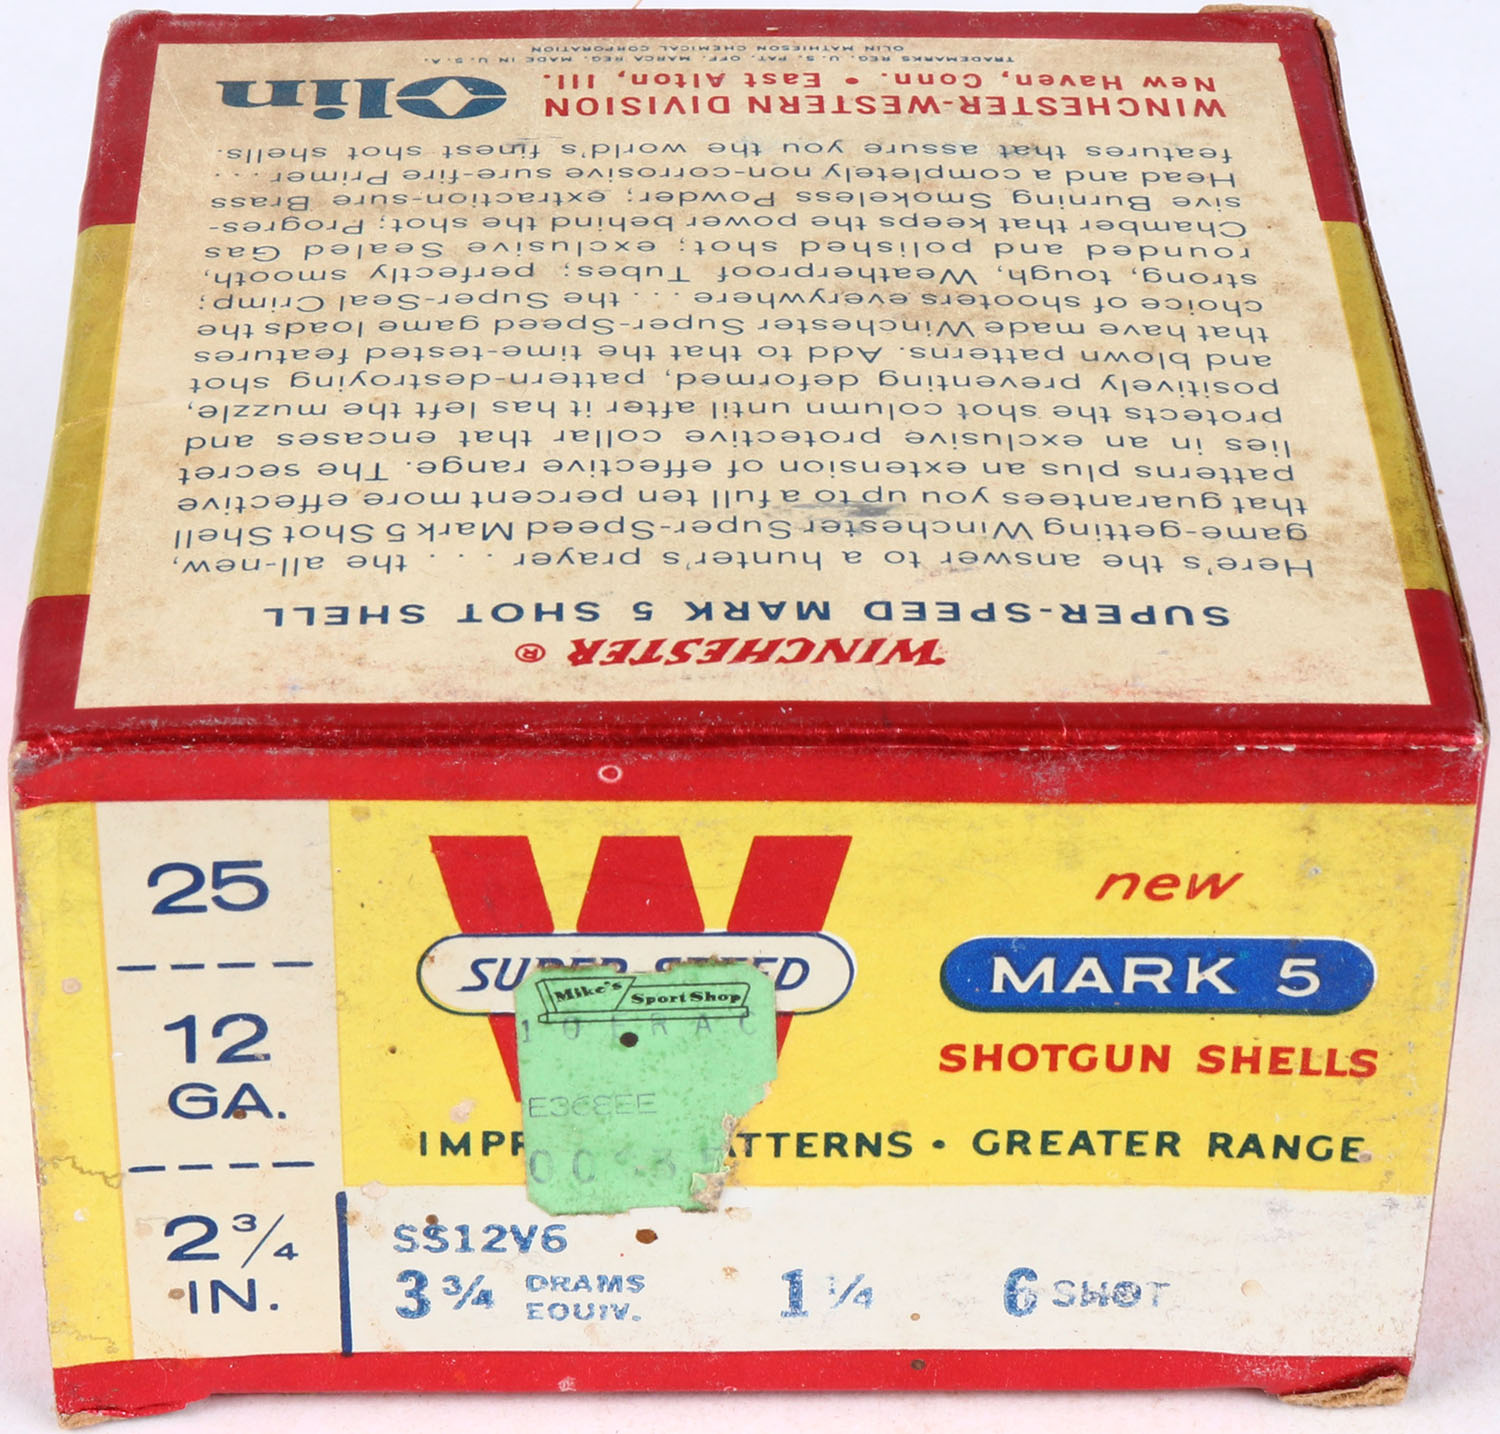 WINCHESTER ®
SUPER-SPEED MARK 5 SHOT SHELL
Here's the answer to a hunter's prayer . . . . the all-new,
game-getting Winchester Super-Speed Mark 5 Shot Shell
that guarantees you up to a full ten percent more effective
patterns plus an extension of effective range. The secret
lies in an exclusive protective collar that encases and
protects the shot column until after it has left the muzzle,
positively preventing deformed, pattern-destroying shot
and blown patterns. Add to that the time-tested features
that have made Winchester Super-Speed game loads the
choice of shooters everywhere . . . the Super-Seal Crimp;
strong, tough, Weatherproof Tubes; perfectly smooth,
rounded and polished shot; exclusive Sealed Gas
Chamber that keeps the power behind the shot; Progres-
sive Burning Smokeless Powder; extraction-sure Brass
Head and a completely non-corrosive sure-fire Primer . . .
features that assure you the world's finest shot shells.
WINCHESTER-WESTERN DIVISION
New Haven, Conn. • East Alton, Ill.
Olin
TRADEMARKS REG. U. S. PAT. OFF. MARCA REG. MADE IN U. S. A.
OLIN MATHIESON CHEMICAL CORPORATION
25
12
GA.
2 3/4
IN.
W
new
MARK 5
SHOTGUN SHELLS
Mike's SportShop
TTERNS • GREATER RANGE
SS12V6
3 3/4 DRAMS
EQUIV.
1 1/4
6 SHOT